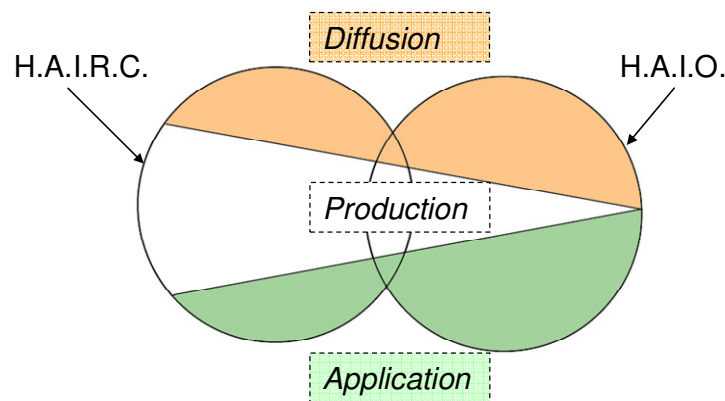 Diffusion
H.A.I.R.C.
H.A.I.O.
Production
Application